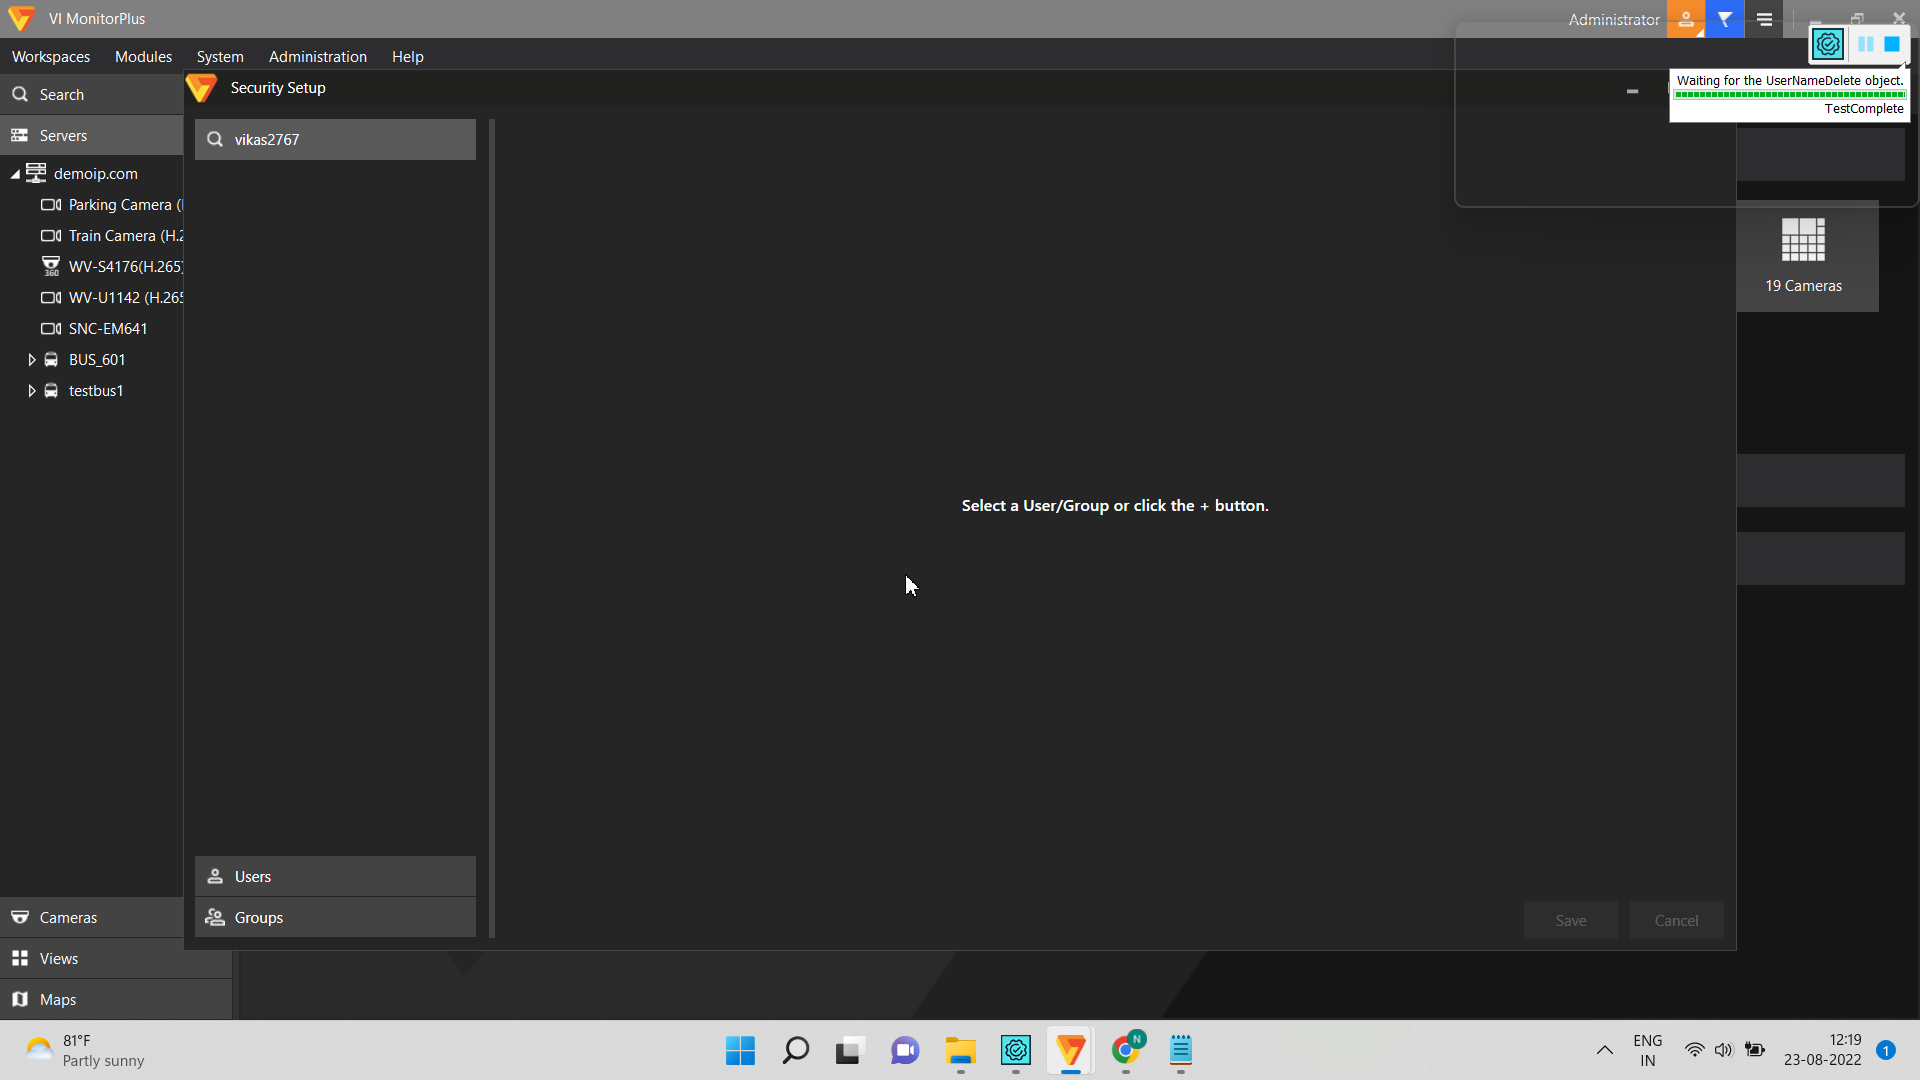 VI MonitorPlus
Administrator
Workspaces Modules System Administration Help
Waiting for the UserNameDelete object.
TestComplete
Search
Security Setup
Servers
vikas2767
demoip.com
Parking Camera (
Train Camera (H.2
WV-S4176(H.265)
360
WV-U1142 (H.265
SNC-EM641
BUS_601
testbus1
19 Cameras
Select a User/Group or click the + button.
Users
Groups
Save Cancel
Cameras
Views
Maps
81°F
Partly sunny
N
ENG
IN
12:19
23-08-2022
1